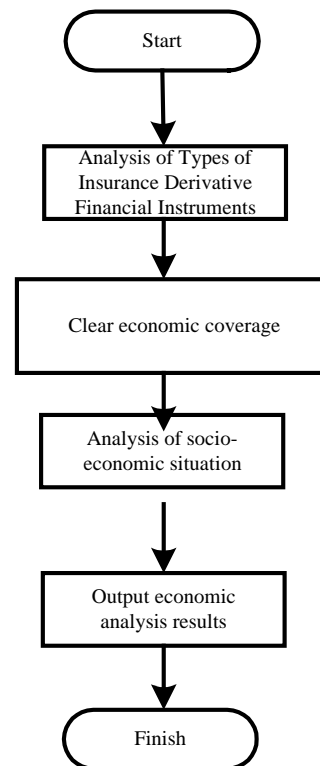 Start
Analysis of Types of
Insurance Derivative
Financial Instruments
Clear economic coverage
Analysis of socio-
economic situation
Output economic
analysis results
Finish